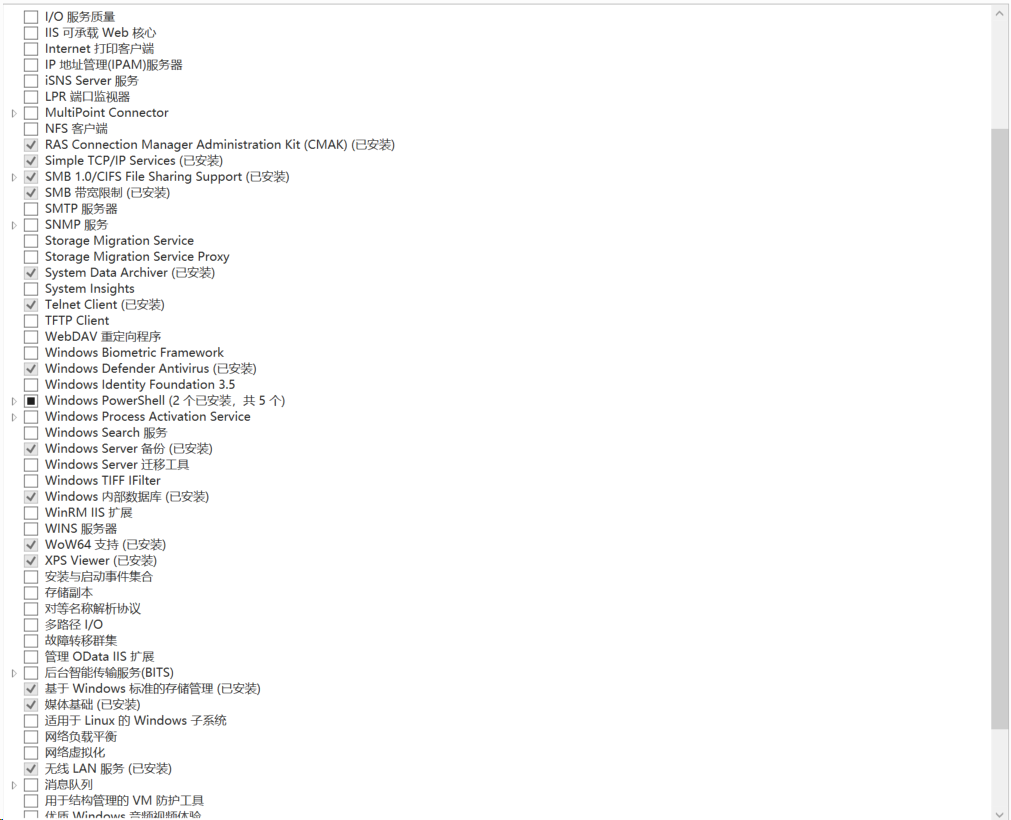 I/O 服务质量
IIS 可承载 Web 核心
Internet 打印客户端
IP 地址管理(IPAM)服务器
iSNS Server 服务
LPR 端口监视器
MultiPoint Connector
NFS 客户端
RAS Connection Manager Administration Kit (CMAK) (已安装)
Simple TCP/IP Services (已安装)
SMB 1.0/CIFS File Sharing Support (已安装)
SMB 带宽限制 (已安装)
SMTP 服务器
SNMP 服务
Storage Migration Service
Storage Migration Service Proxy
System Data Archiver (已安装)
System Insights
Telnet Client (已安装)
TFTP Client
WebDAV 重定向程序
Windows Biometric Framework
Windows Defender Antivirus (已安装)
Windows Identity Foundation 3.5
Windows PowerShell (2 个已安装，共 5 个)
Windows Process Activation Service
Windows Search 服务
Windows Server 备份 (已安装)
Windows Server 迁移工具
Windows TIFF IFilter
Windows 内部数据库 (已安装)
WinRM IIS 扩展
WINS 服务器
WoW64 支持 (已安装)
XPS Viewer (已安装)
安装与启动事件集合
存储副本
对等名称解析协议
多路径 I/O
故障转移群集
管理 OData IIS 扩展
后台智能传输服务(BITS)
基于 Windows 标准的存储管理 (已安装)
媒体基础 (已安装)
适用于 Linux 的 Windows 子系统
网络负载平衡
网络虚拟化
无线 LAN 服务 (已安装)
消息队列
用于结构管理的 VM 防护工具
优质 Windows 音频视频体验